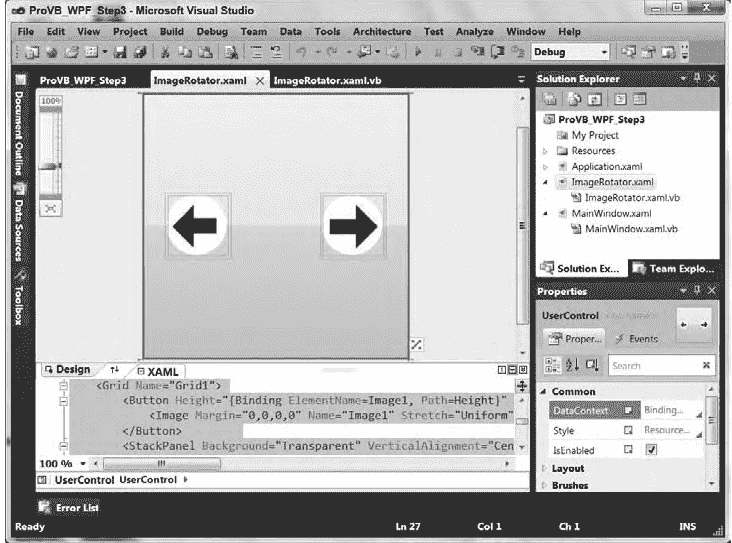 ProVB_WPF_Step3 - Microsoft Visual Studio
File Edit View Project Build Debug Team Data Tools Architecture Test Analyze Window Help
Debug
ProVB_WPF_Step3
ImageRotator.xaml
ImageRotator.xaml.vb
Document Outline
Data Sources
Toolbox
100%
Design
XAML
<Grid Name="Grid1">
<Button Height="{Binding ElementName=Image1, Path=Height}"
<Image Margin="0,0,0,0" Name="Image1" Stretch="Uniform"
</Button>
<StackPanel Background="Transparent" VerticalAlignment="Cen
100 %
UserControl UserControl
Solution Explorer
ProVB_WPF_Step3
My Project
Resources
Application.xaml
ImageRotator.xaml
ImageRotator.xaml.vb
MainWindow.xaml
MainWindow.xaml.vb
Solution Ex...
Team Explo...
Properties
UserControl
Proper...
Events
Search
Common
DataContext Binding...
Style Resource...
IsEnabled
Layout
Brushes
Error List
Ready Ln 27 Col 1 Ch 1 INS